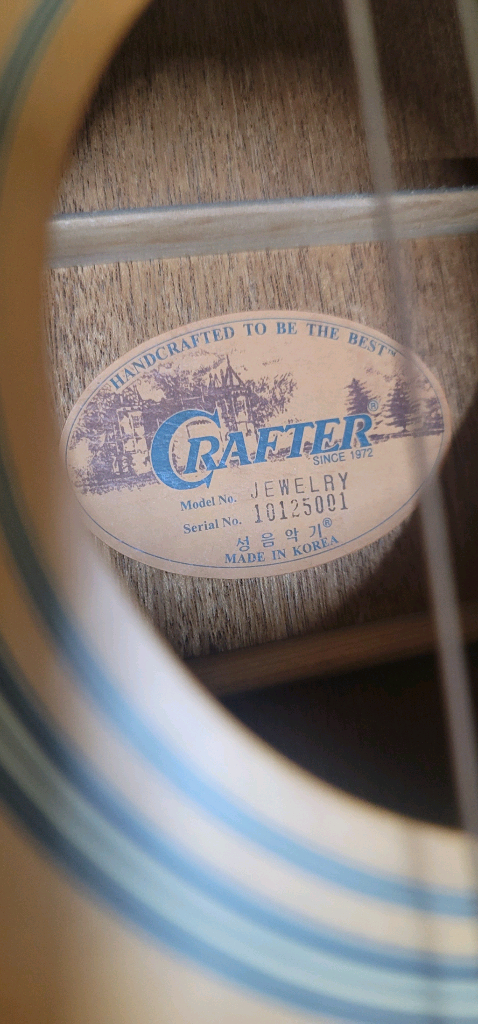 HANDCRAFTED TO BE THE BEST™
CRAFTER®
SINCE 1972
Model No. JEWELRY
Serial No. 10125001
성음악기®
MADE IN KOREA